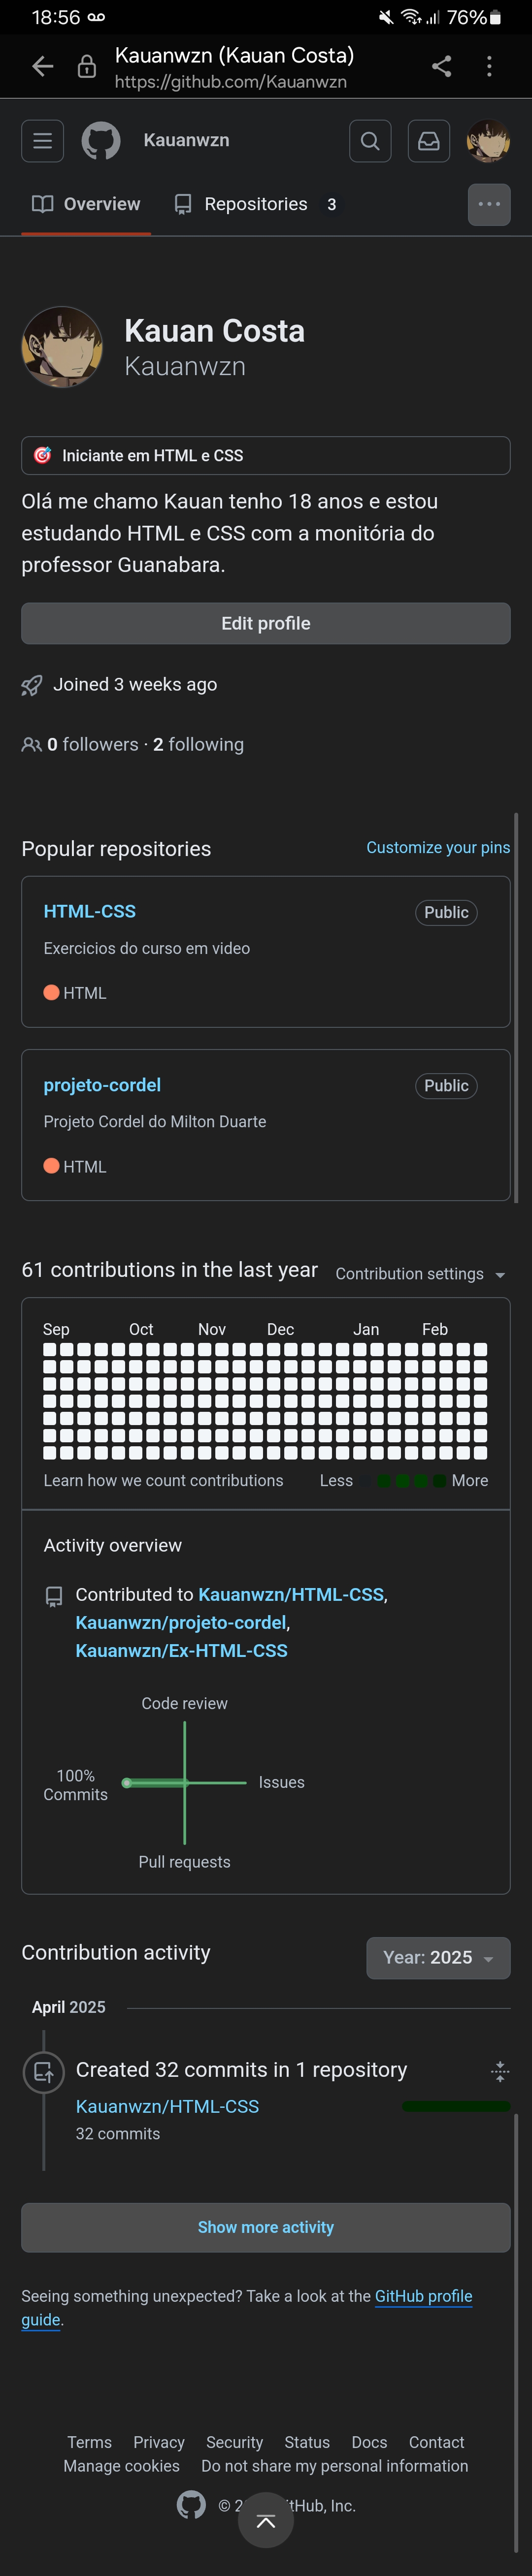 18:56
76%
Kauanwzn (Kauan Costa)
https://github.com/Kauanwzn
Kauanwzn
Overview
Repositories 3
Kauan Costa
Kauanwzn
Iniciante em HTML e CSS
Olá me chamo Kauan tenho 18 anos e estou
estudando HTML e CSS com a monitória do
professor Guanabara.
Edit profile
Joined 3 weeks ago
0 followers · 2 following
Popular repositories
Customize your pins
HTML-CSS
Public
Exercicios do curso em video
HTML
projeto-cordel
Public
Projeto Cordel do Milton Duarte
HTML
61 contributions in the last year
Contribution settings
Sep Oct Nov Dec Jan Feb
Learn how we count contributions
Less More
Activity overview
Contributed to Kauanwzn/HTML-CSS,
Kauanwzn/projeto-cordel,
Kauanwzn/Ex-HTML-CSS
Code review
100%
Commits
Issues
Pull requests
Contribution activity
Year: 2025
April 2025
Created 32 commits in 1 repository
Kauanwzn/HTML-CSS
32 commits
Show more activity
Seeing something unexpected? Take a look at the GitHub profile
guide.
Terms Privacy Security Status Docs Contact
Manage cookies Do not share my personal information
© Inc.